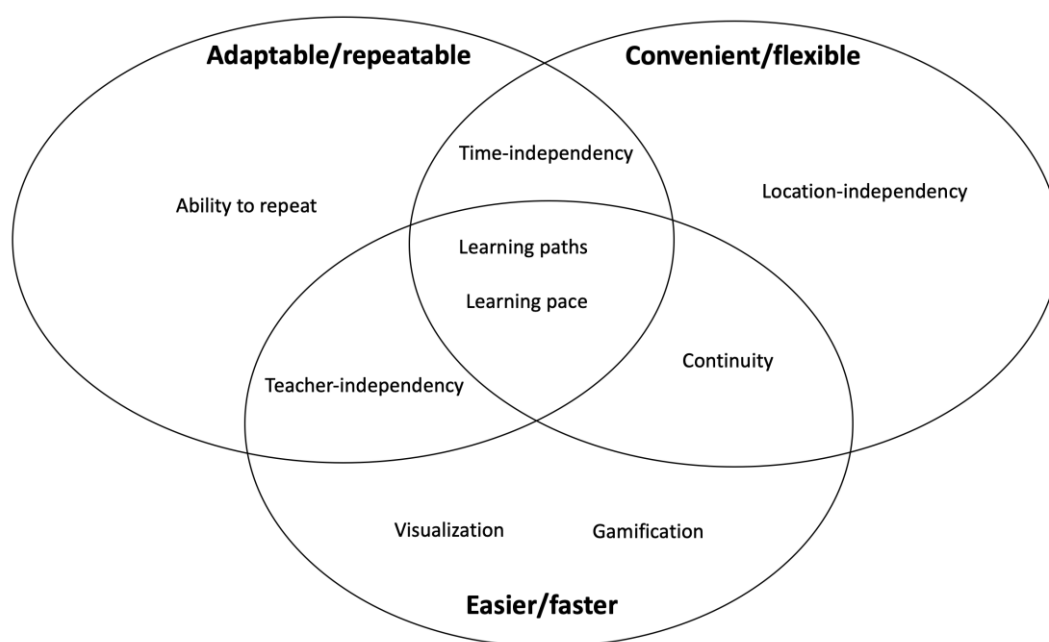 Adaptable/repeatable
Convenient/flexible
Time-independency
Ability to repeat
Location-independency
Learning paths
Learning pace
Continuity
Teacher-independency
Visualization
Gamification
Easier/faster